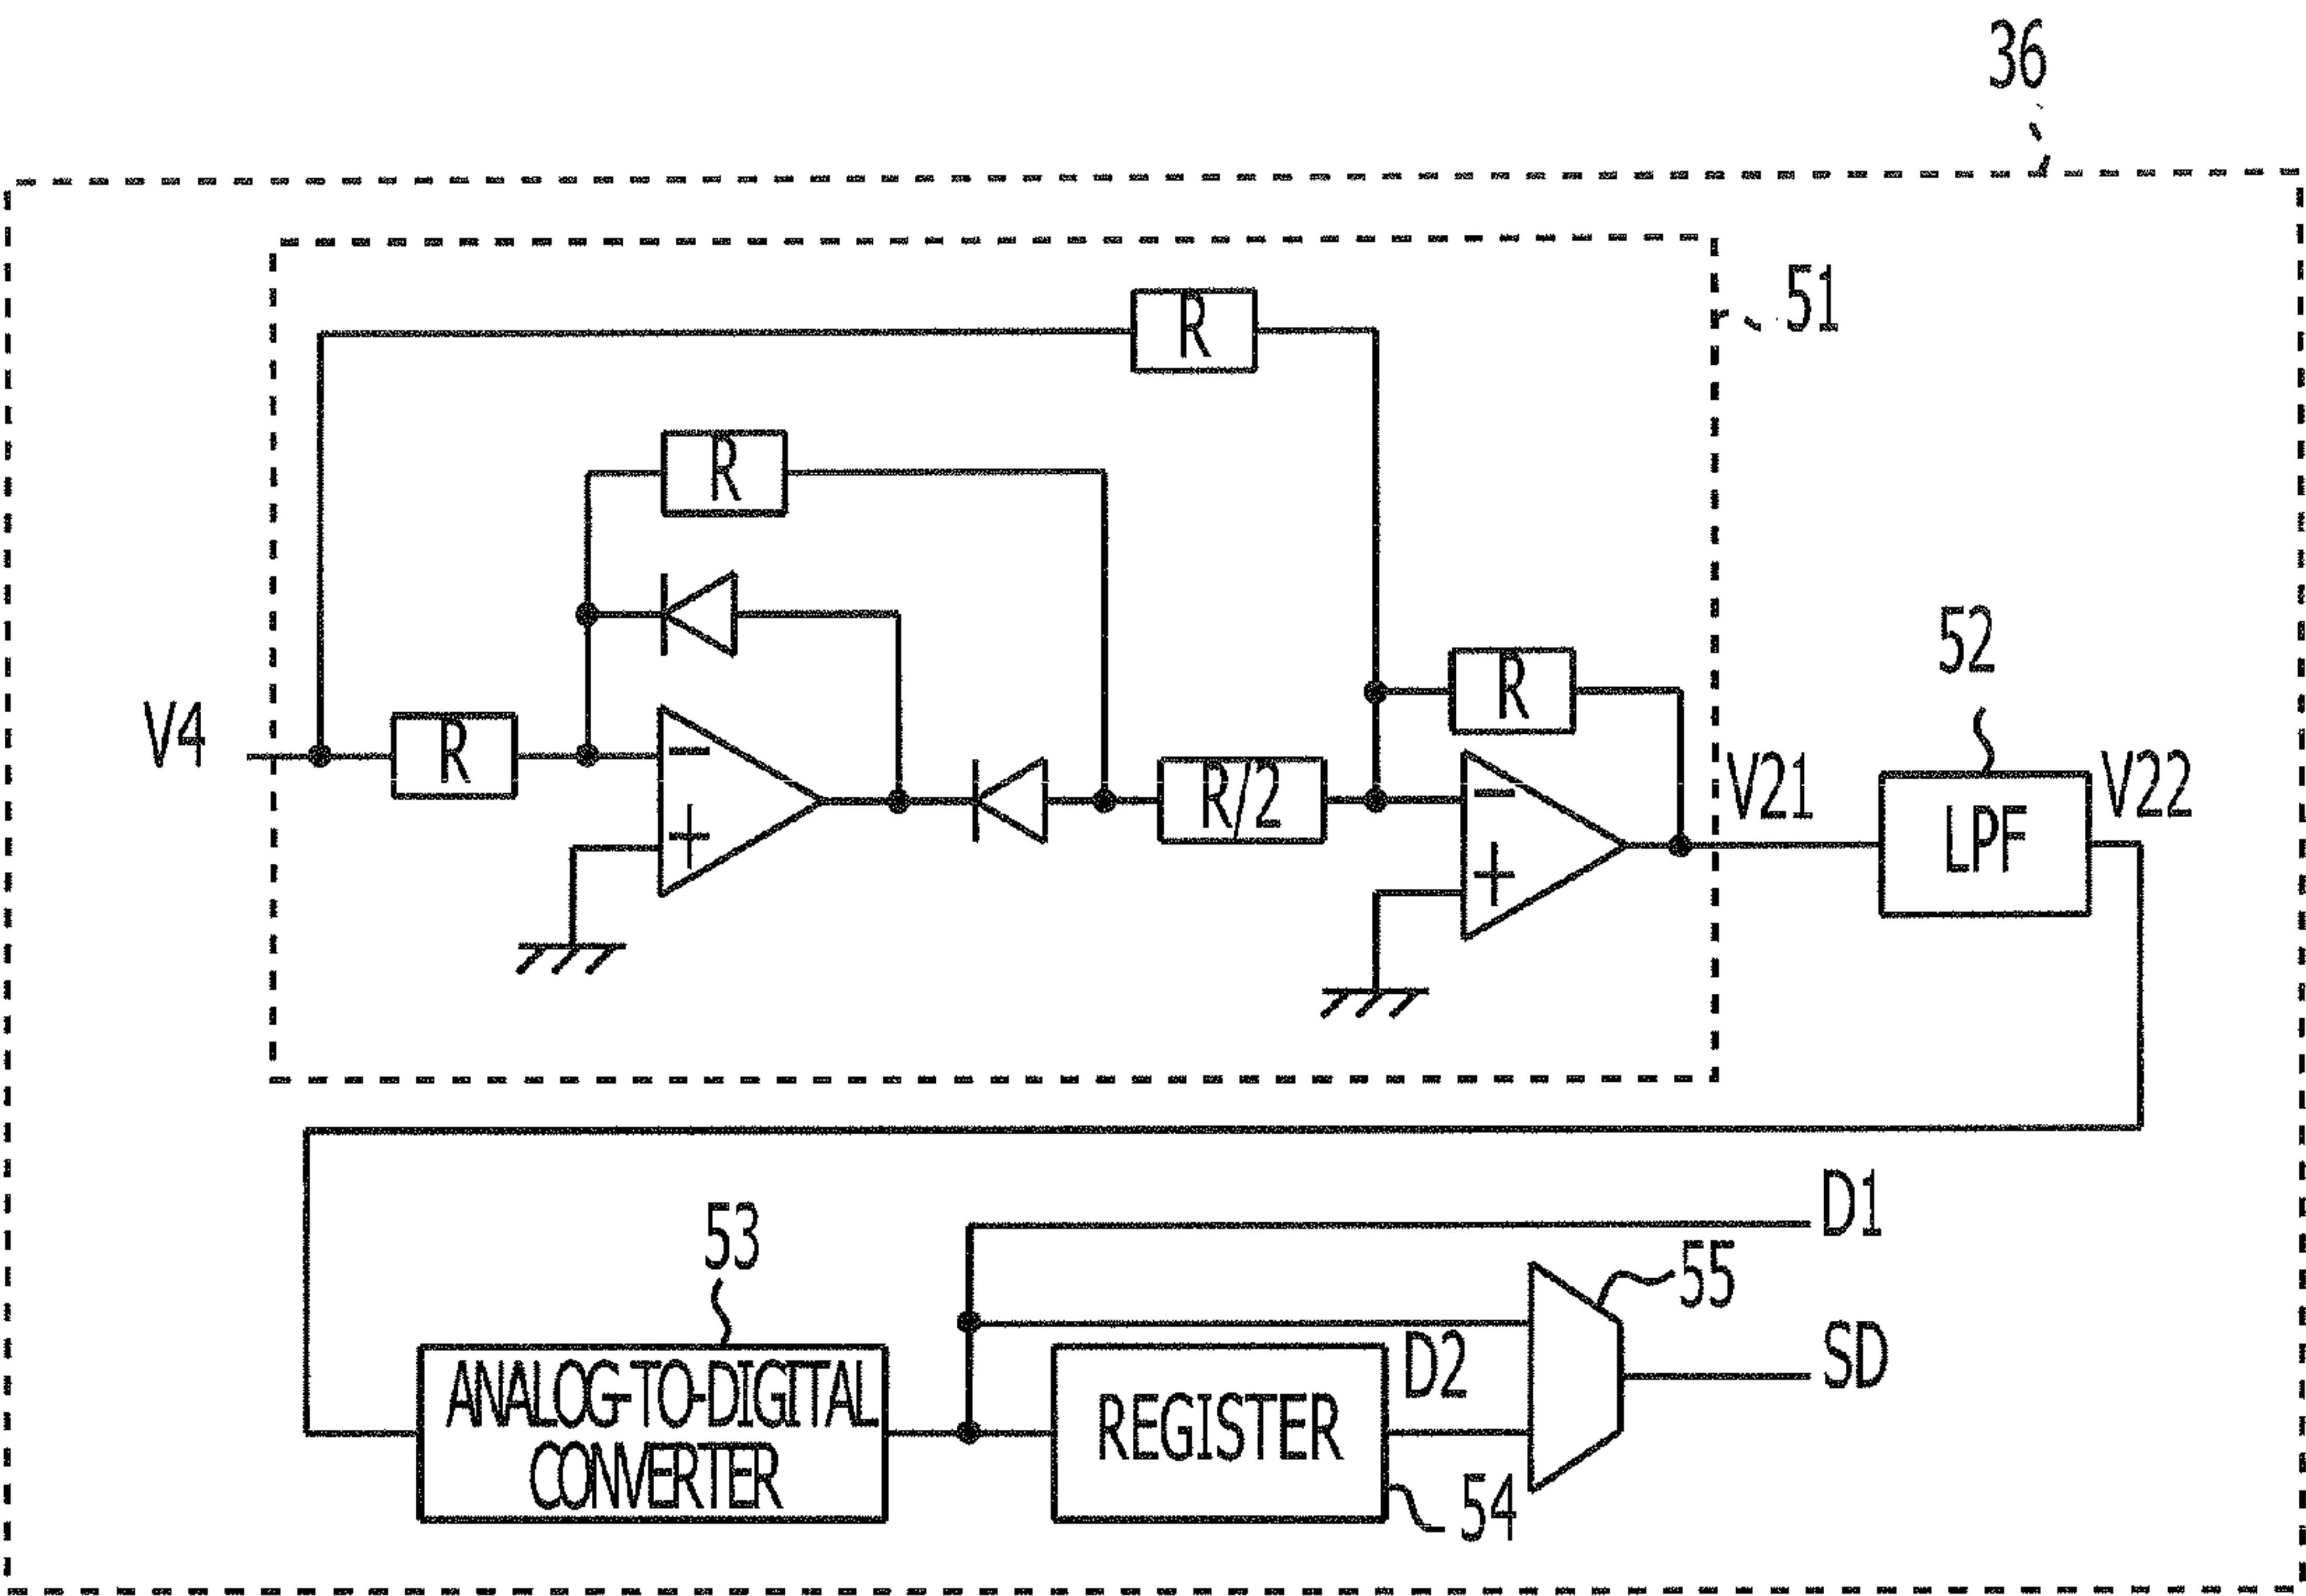 36
51
R
R
R
52
V4
R
−
+
R/2
−
+
V21
LPF
V22
D1
53
55
SD
ANALOG-TO-DIGITAL
CONVERTER
REGISTER
D2
54